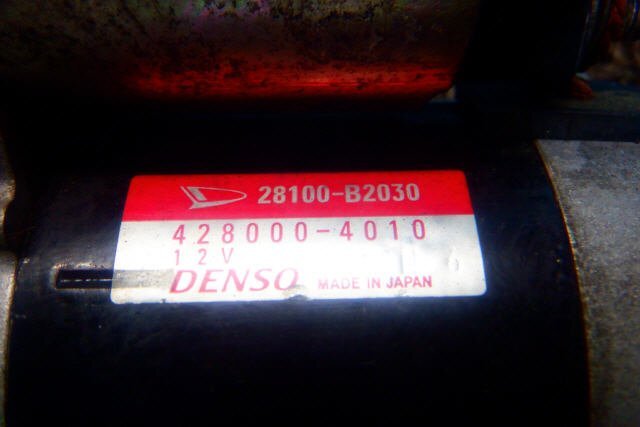 28100-B2030
428000-4010
12V
DENSO MADE IN JAPAN